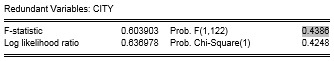 Redundant Variables: CITY
F-statistic 0.603903 Prob. F(1,122) 0.4386
Log likelihood ratio 0.636978 Prob. Chi-Square(1) 0.4248